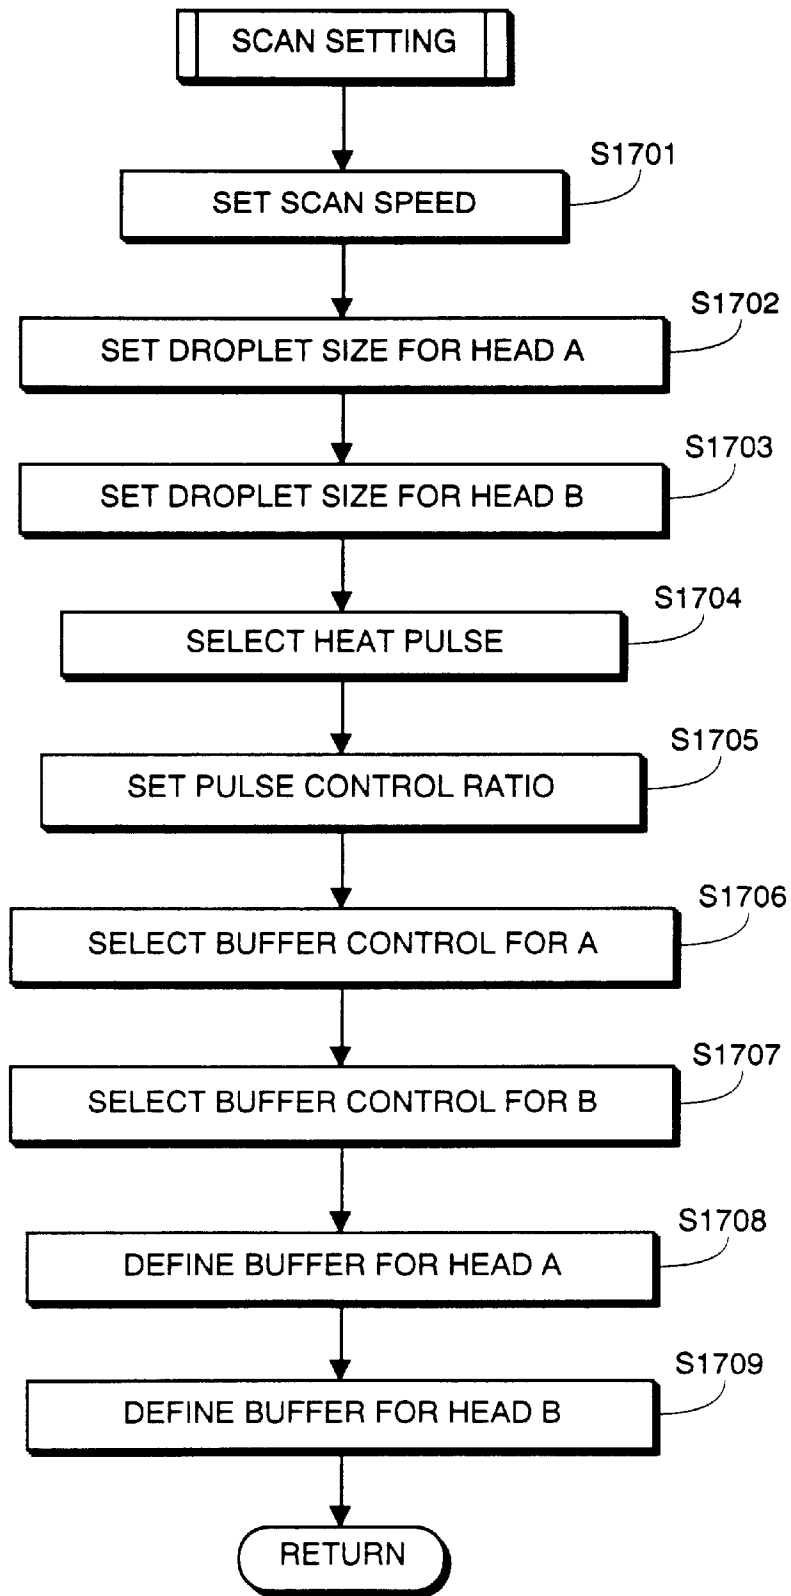 SCAN SETTING
S1701
SET SCAN SPEED
S1702
SET DROPLET SIZE FOR HEAD A
S1703
SET DROPLET SIZE FOR HEAD B
S1704
SELECT HEAT PULSE
S1705
SET PULSE CONTROL RATIO
S1706
SELECT BUFFER CONTROL FOR A
S1707
SELECT BUFFER CONTROL FOR B
S1708
DEFINE BUFFER FOR HEAD A
S1709
DEFINE BUFFER FOR HEAD B
RETURN